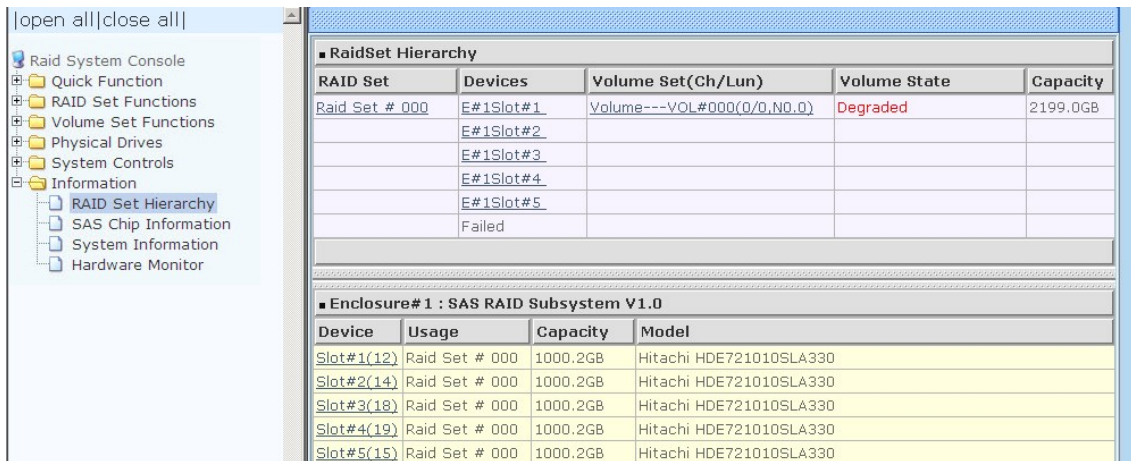 |open all|close all|
Raid System Console
Quick Function
RAID Set Functions
Volume Set Functions
Physical Drives
System Controls
Information
RAID Set Hierarchy
SAS Chip Information
System Information
Hardware Monitor
RaidSet Hierarchy
RAID Set Devices Volume Set(Ch/Lun) Volume State Capacity
Raid Set # 000 E#1Slot#1 Volume---VOL#000(0/0,N0.0) Degraded 2199.0GB
E#1Slot#2
E#1Slot#3
E#1Slot#4
E#1Slot#5
Failed
Enclosure#1 : SAS RAID Subsystem V1.0
Device Usage Capacity Model
Slot#1(12) Raid Set # 000 1000.2GB Hitachi HDE721010SLA330
Slot#2(14) Raid Set # 000 1000.2GB Hitachi HDE721010SLA330
Slot#3(18) Raid Set # 000 1000.2GB Hitachi HDE721010SLA330
Slot#4(19) Raid Set # 000 1000.2GB Hitachi HDE721010SLA330
Slot#5(15) Raid Set # 000 1000.2GB Hitachi HDE721010SLA330